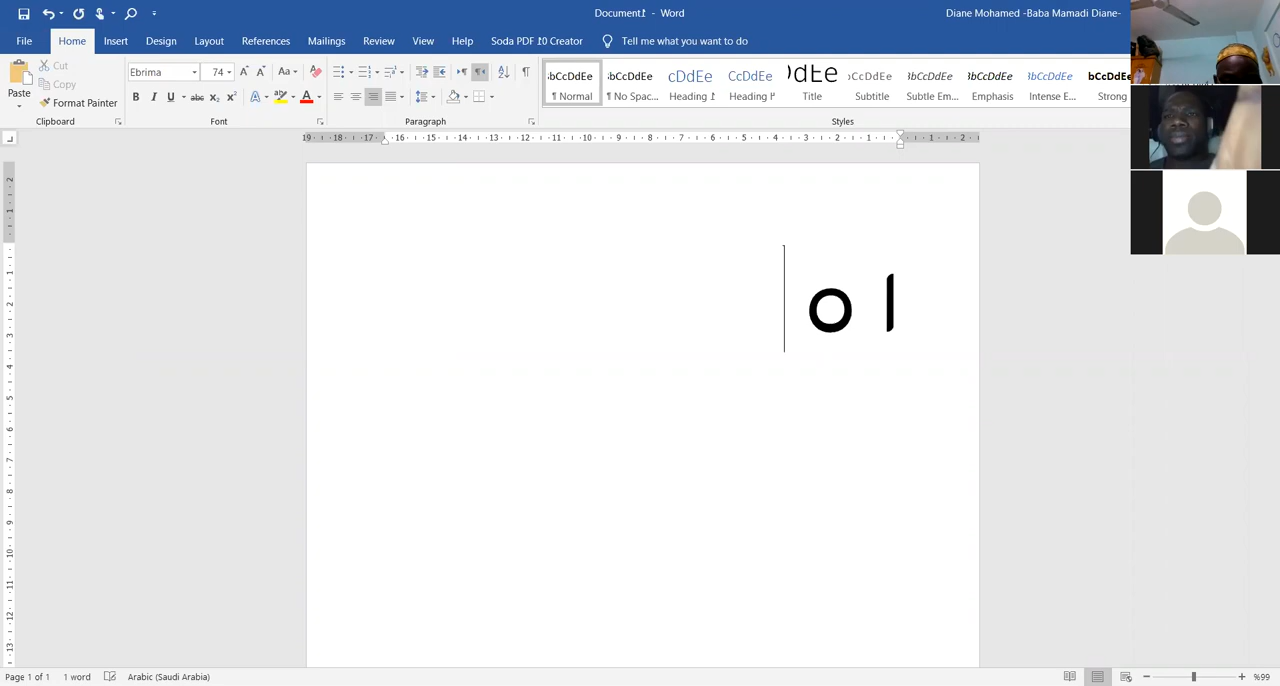 Document1 - Word
Diane Mohamed -Baba Mamadi Diane-
File Home Insert Design Layout References Mailings Review View Help Soda PDF 10 Creator Tell me what you want to do
Paste
Cut
Copy
Format Painter
Clipboard
Ebrima 74
Font
Paragraph
¶ Normal
¶ No Spac...
Heading 1
Heading 2
Title
Subtitle
Subtle Em...
Emphasis
Intense E...
Strong
Styles
ߊ ߋ
Page 1 of 1 1 word Arabic (Saudi Arabia) %99